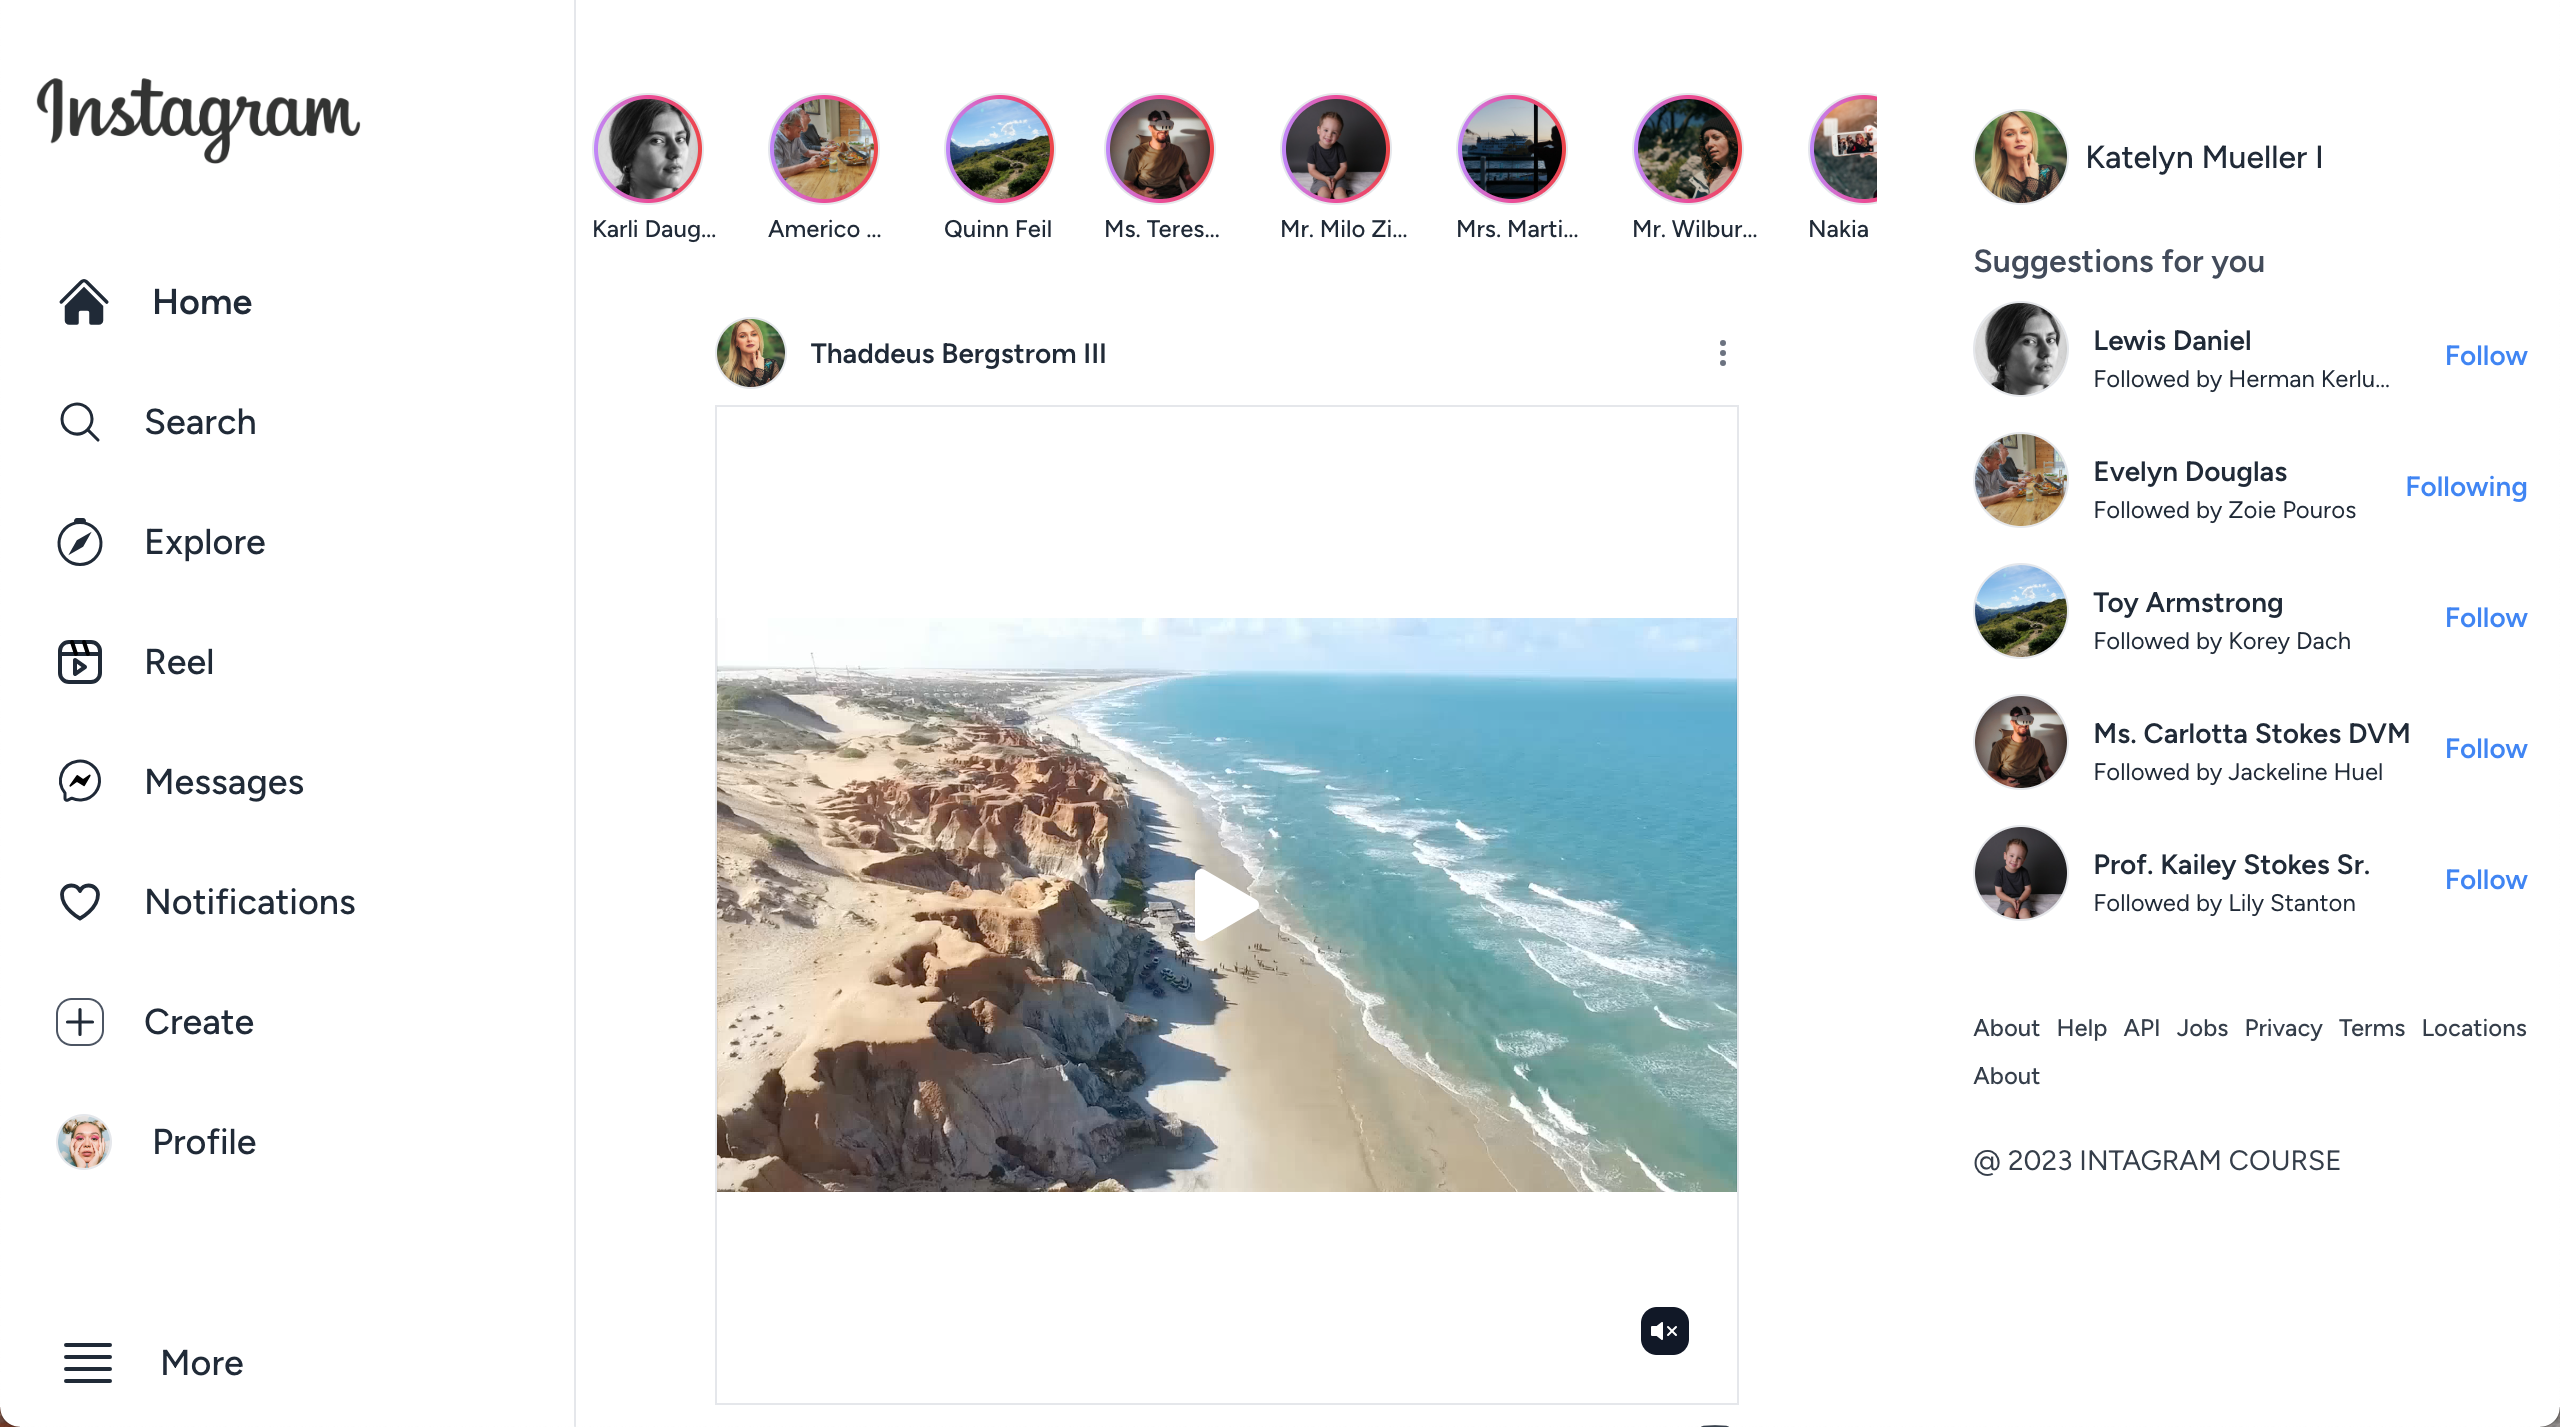 Instagram
Home
Search
Explore
Reel
Messages
Notifications
Create
Profile
More
Karli Daug...
Americo ...
Quinn Feil
Ms. Teres...
Mr. Milo Zi...
Mrs. Marti...
Mr. Wilbur...
Nakia
Thaddeus Bergstrom III
Katelyn Mueller I
Suggestions for you
Lewis Daniel
Followed by Herman Kerlu...
Follow
Evelyn Douglas
Followed by Zoie Pouros
Following
Toy Armstrong
Followed by Korey Dach
Follow
Ms. Carlotta Stokes DVM
Followed by Jackeline Huel
Follow
Prof. Kailey Stokes Sr.
Followed by Lily Stanton
Follow
About Help API Jobs Privacy Terms Locations
About
@ 2023 INTAGRAM COURSE